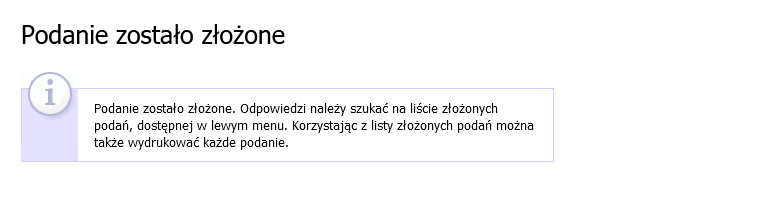 Podanie zostało złożone
Podanie zostało złożone. Odpowiedzi należy szukać na liście złożonych
podań, dostępnej w lewym menu. Korzystając z listy złożonych podań można
także wydrukować każde podanie.